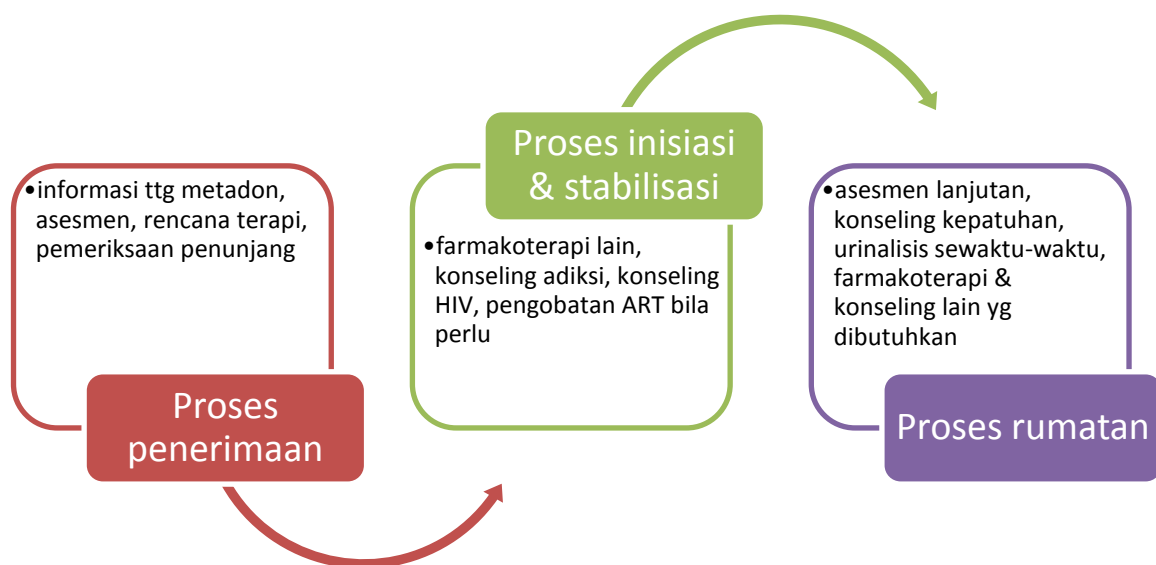 •informasi ttg metadon,
asesmen, rencana terapi,
pemeriksaan penunjang
Proses
penerimaan
Proses inisiasi
& stabilisasi
•farmakoterapi lain,
konseling adiksi, konseling
HIV, pengobatan ART bila
perlu
•asesmen lanjutan,
konseling kepatuhan,
urinalisis sewaktu-waktu,
farmakoterapi &
konseling lain yg
dibutuhkan
Proses rumatan